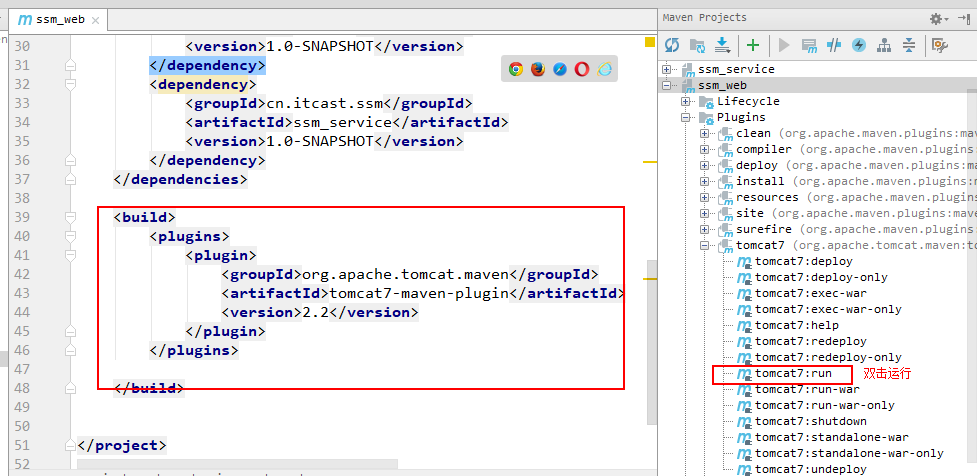 ssm_web
30 <version>1.0-SNAPSHOT</version>
31 </dependency>
32 <dependency>
33 <groupId>cn.itcast.ssm</groupId>
34 <artifactId>ssm_service</artifactId>
35 <version>1.0-SNAPSHOT</version>
36 </dependency>
37 </dependencies>
38
39 <build>
40 <plugins>
41 <plugin>
42 <groupId>org.apache.tomcat.maven</groupId>
43 <artifactId>tomcat7-maven-plugin</artifactId>
44 <version>2.2</version>
45 </plugin>
46 </plugins>
47
48 </build>
49
50
51 </project>
52
Maven Projects
ssm_service
ssm_web
Lifecycle
Plugins
clean (org.apache.maven.plugins:ma
compiler (org.apache.maven.plugins
deploy (org.apache.maven.plugins:m
install (org.apache.maven.plugins:
resources (org.apache.maven.plugin
site (org.apache.maven.plugins:mav
surefire (org.apache.maven.plugins
tomcat7 (org.apache.tomcat.maven:to
tomcat7:deploy
tomcat7:deploy-only
tomcat7:exec-war
tomcat7:exec-war-only
tomcat7:help
tomcat7:redeploy
tomcat7:redeploy-only
tomcat7:run 双击运行
tomcat7:run-war
tomcat7:run-war-only
tomcat7:shutdown
tomcat7:standalone-war
tomcat7:standalone-war-only
tomcat7:undeploy